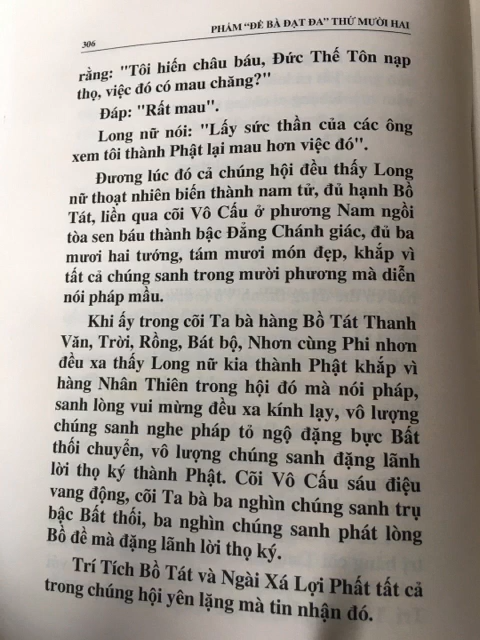 306
PHẨM "ĐỀ BÀ ĐẠT ĐA" THỨ MƯỜI HAI
rằng: "Tôi hiến châu báu, Đức Thế Tôn nạp
thọ, việc đó có mau chăng?"
Đáp: "Rất mau".
Long nữ nói: "Lấy sức thần của các ông
xem tôi thành Phật lại mau hơn việc đó".
Đương lúc đó cả chúng hội đều thấy Long
nữ thoạt nhiên biến thành nam tử, đủ hạnh Bồ
Tát, liền qua cõi Vô Cấu ở phương Nam ngồi
tòa sen báu thành bậc Đẳng Chánh giác, đủ ba
mươi hai tướng, tám mươi món đẹp, khắp vì
tất cả chúng sanh trong mười phương mà diễn
nói pháp mầu.
Khi ấy trong cõi Ta bà hàng Bồ Tát Thanh
Văn, Trời, Rồng, Bát bộ, Nhơn cùng Phi nhơn
đều xa thấy Long nữ kia thành Phật khắp vì
hàng Nhân Thiên trong hội đó mà nói pháp,
sanh lòng vui mừng đều xa kính lạy, vô lượng
chúng sanh nghe pháp tỏ ngộ đặng bực Bất
thối chuyển, vô lượng chúng sanh đặng lãnh
lời thọ ký thành Phật. Cõi Vô Cấu sáu điệu
vang động, cõi Ta bà ba nghìn chúng sanh trụ
bậc Bất thối, ba nghìn chúng sanh phát lòng
Bồ đề mà đặng lãnh lời thọ ký.
Trí Tích Bồ Tát và Ngài Xá Lợi Phất tất cả
trong chúng hội yên lặng mà tin nhận đó.